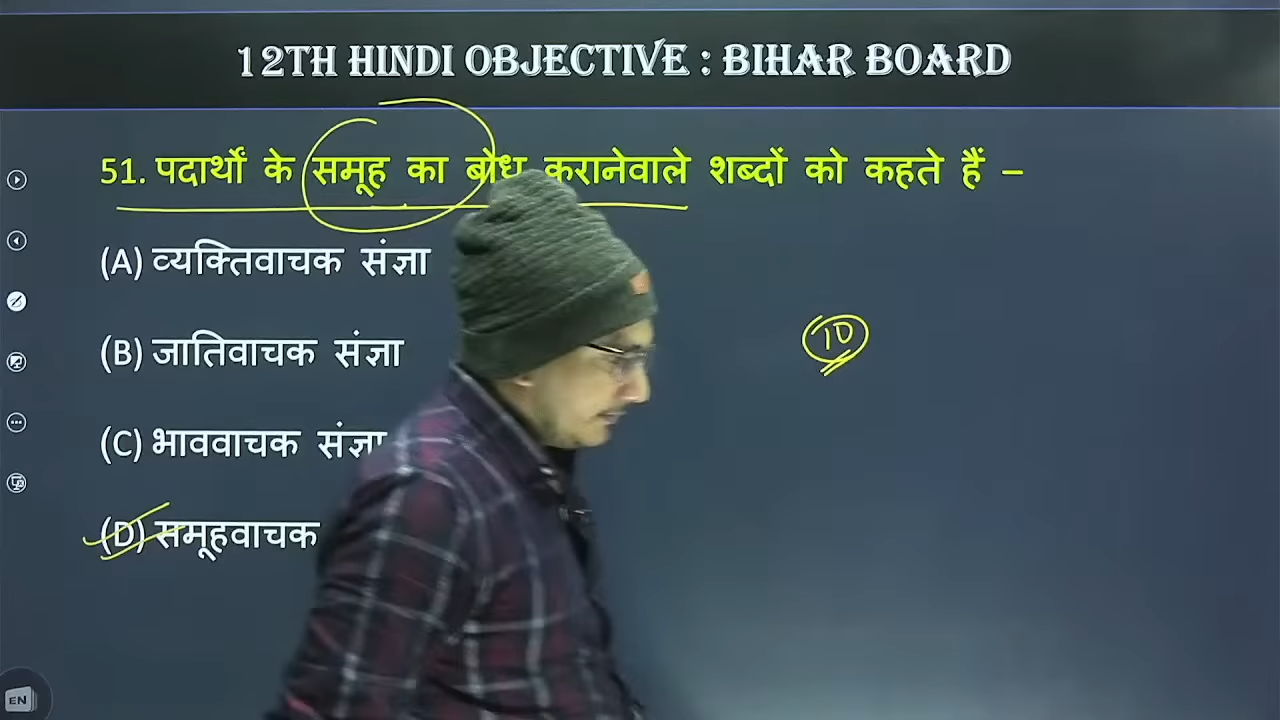 12TH HINDI OBJECTIVE : BIHAR BOARD
51. पदार्थों के समूह का बोध करानेवाले शब्दों को कहते हैं –
(A) व्यक्तिवाचक संज्ञा
(B) जातिवाचक संज्ञा
10
(C) भाववाचक संज्ञा
(D) समूहवाचक
EN